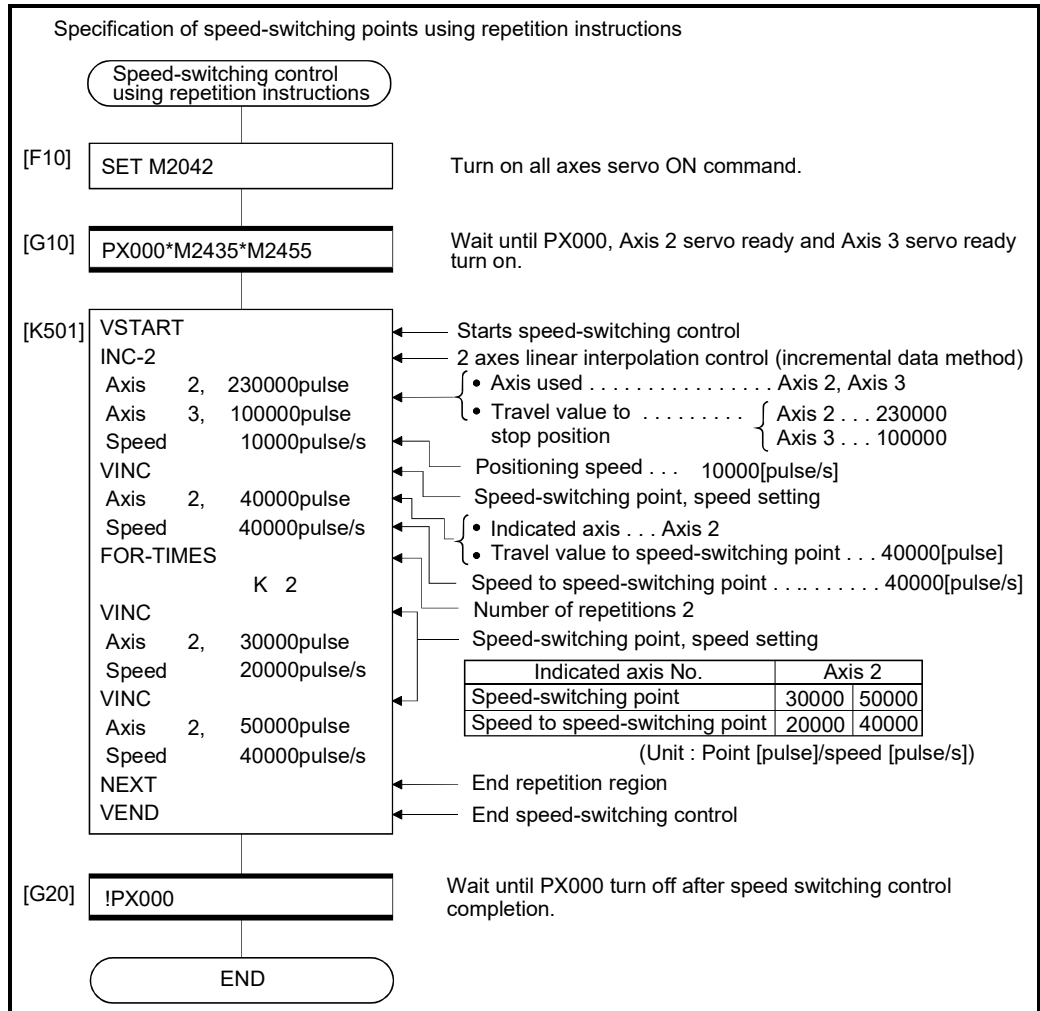 Specification of speed-switching points using repetition instructions
Speed-switching control
using repetition instructions
[F10]
SET M2042
Turn on all axes servo ON command.
[G10]
PX000*M2435*M2455
Wait until PX000, Axis 2 servo ready and Axis 3 servo ready
turn on.
[K501]
VSTART
Starts speed-switching control
INC-2
2 axes linear interpolation control (incremental data method)
Axis 2, 230000pulse
• Axis used . . . . . . . . . . . . . . . . Axis 2, Axis 3
Axis 3, 100000pulse
• Travel value to . . . . . . . . . Axis 2 . . . 230000
stop position Axis 3 . . . 100000
Speed 10000pulse/s
Positioning speed . . . 10000[pulse/s]
VINC
Speed-switching point, speed setting
Axis 2, 40000pulse
• Indicated axis . . . Axis 2
• Travel value to speed-switching point . . . 40000[pulse]
Speed 40000pulse/s
Speed to speed-switching point . . .. . . . . . . 40000[pulse/s]
FOR-TIMES
K 2
Number of repetitions 2
VINC
Speed-switching point, speed setting
Axis 2, 30000pulse
Speed 20000pulse/s
VINC
Axis 2, 50000pulse
Speed 40000pulse/s
Indicated axis No. Axis 2
Speed-switching point 30000 50000
Speed to speed-switching point 20000 40000
(Unit : Point [pulse]/speed [pulse/s])
NEXT
End repetition region
VEND
End speed-switching control
[G20]
!PX000
Wait until PX000 turn off after speed switching control
completion.
END